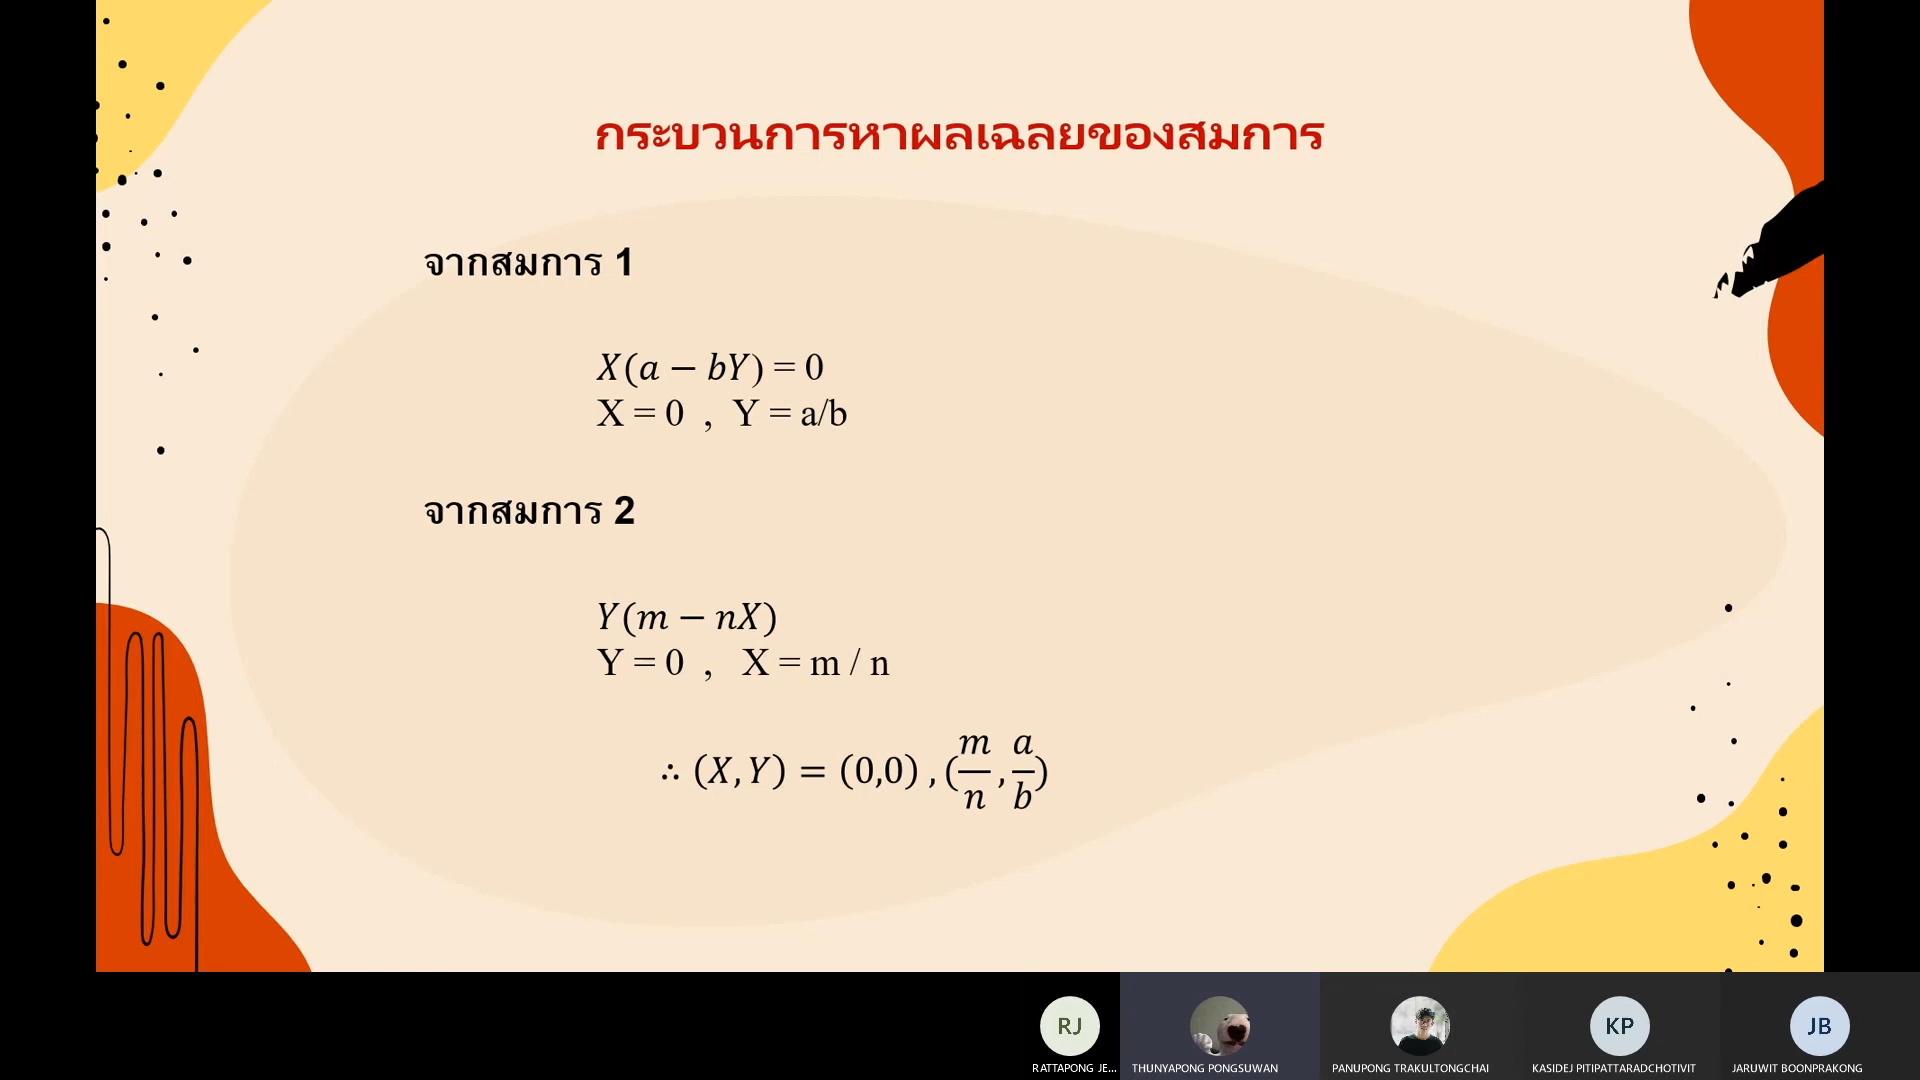 กระบวนการหาผลเฉลยของสมการ
จากสมการ 1
X(a − bY) = 0
X = 0 , Y = a/b
จากสมการ 2
Y(m − nX)
Y = 0 , X = m / n
∴ (X,Y) = (0,0) , (m/n , a/b)
RJ
KP
JB
RATTAPONG JE...
THUNYAPONG PONGSUWAN
PANUPONG TRAKULTONGCHAI
KASIDEJ PITIPATTARADCHOTIVIT
JARUWIT BOONPRAKONG